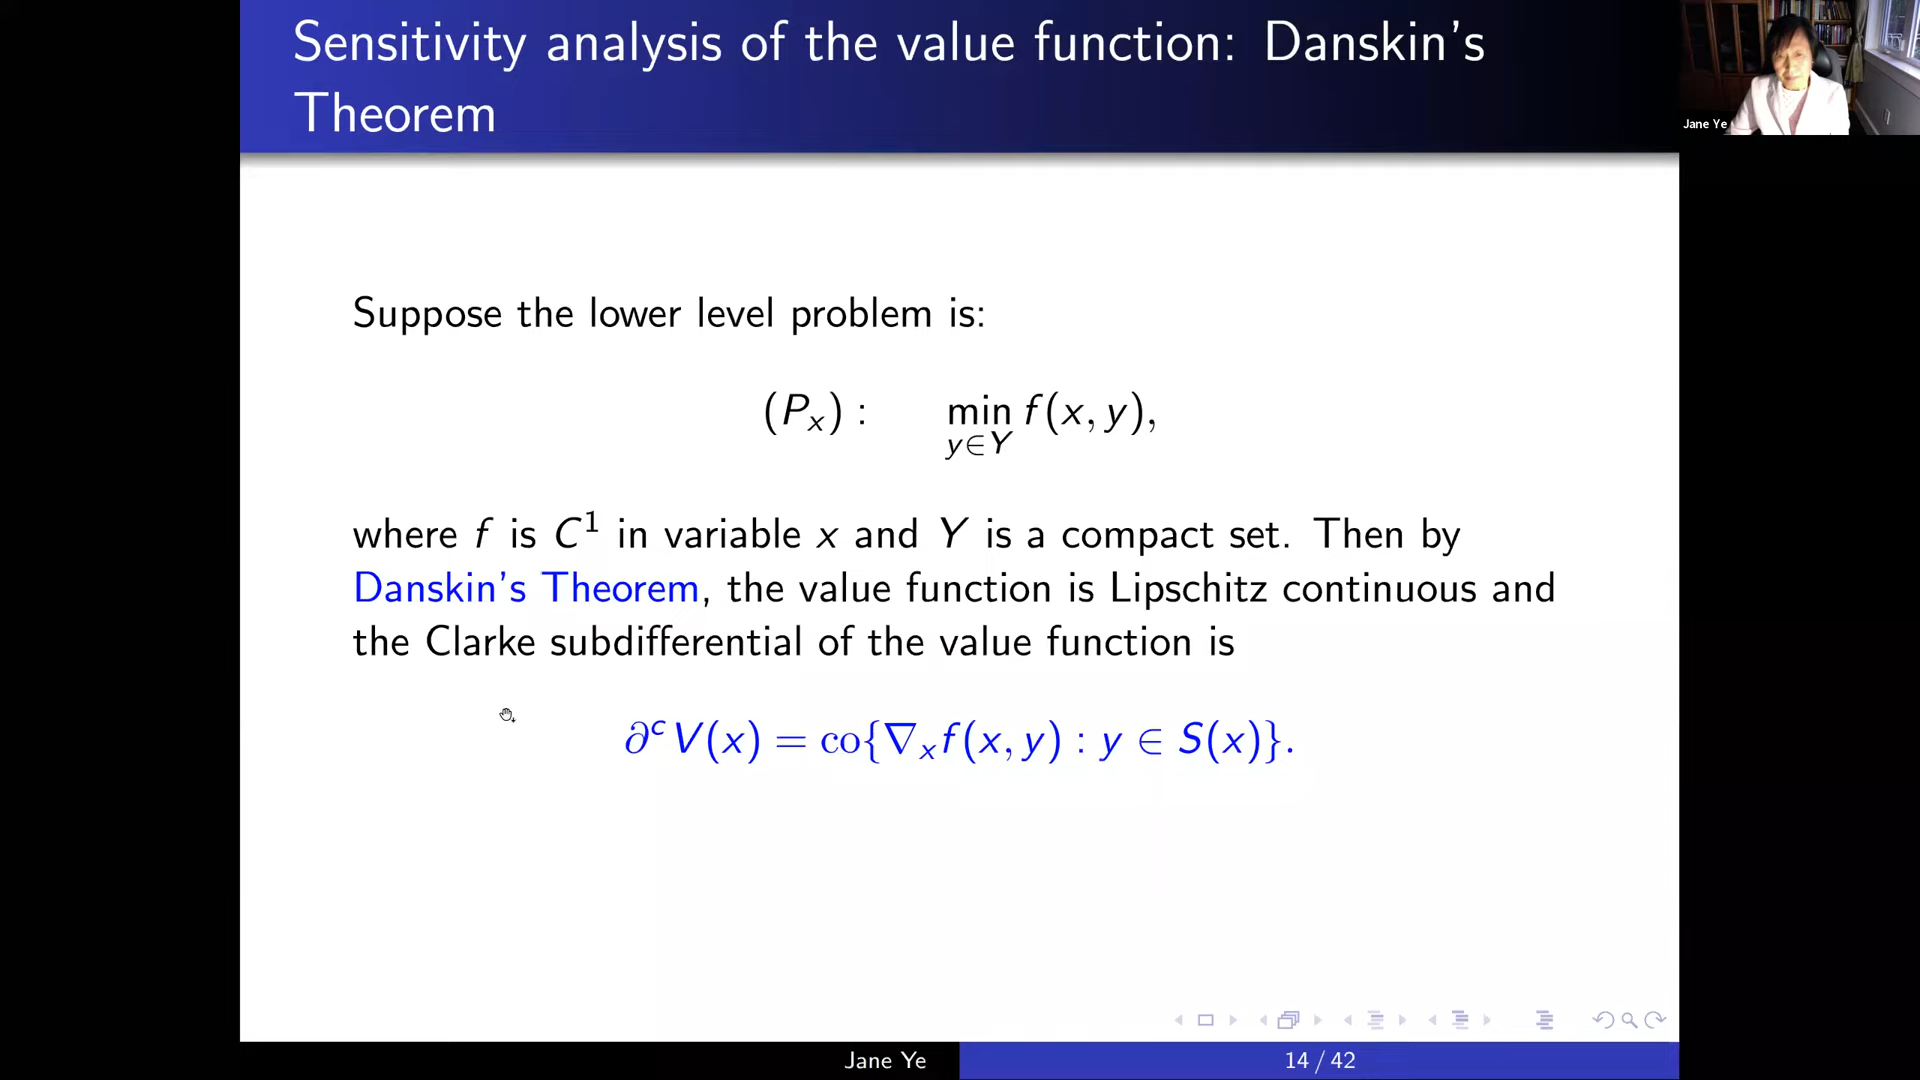 Sensitivity analysis of the value function: Danskin's
Theorem
Jane Ye
Suppose the lower level problem is:
(Pₓ) : min f(x, y),
y∈Y
where f is C¹ in variable x and Y is a compact set. Then by
Danskin's Theorem, the value function is Lipschitz continuous and
the Clarke subdifferential of the value function is
∂ᶜV(x) = co{∇ₓf(x, y) : y ∈ S(x)}.
Jane Ye
14 / 42